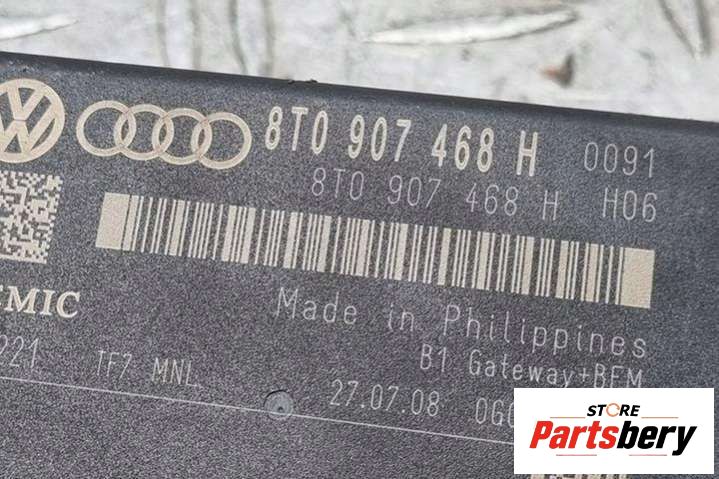 8T0 907 468 H 0091
8T0 907 468 H H06
Made in Philippines
B1 Gateway+BEM
TF7 MNL
27.07.08
STORE
Partsbery